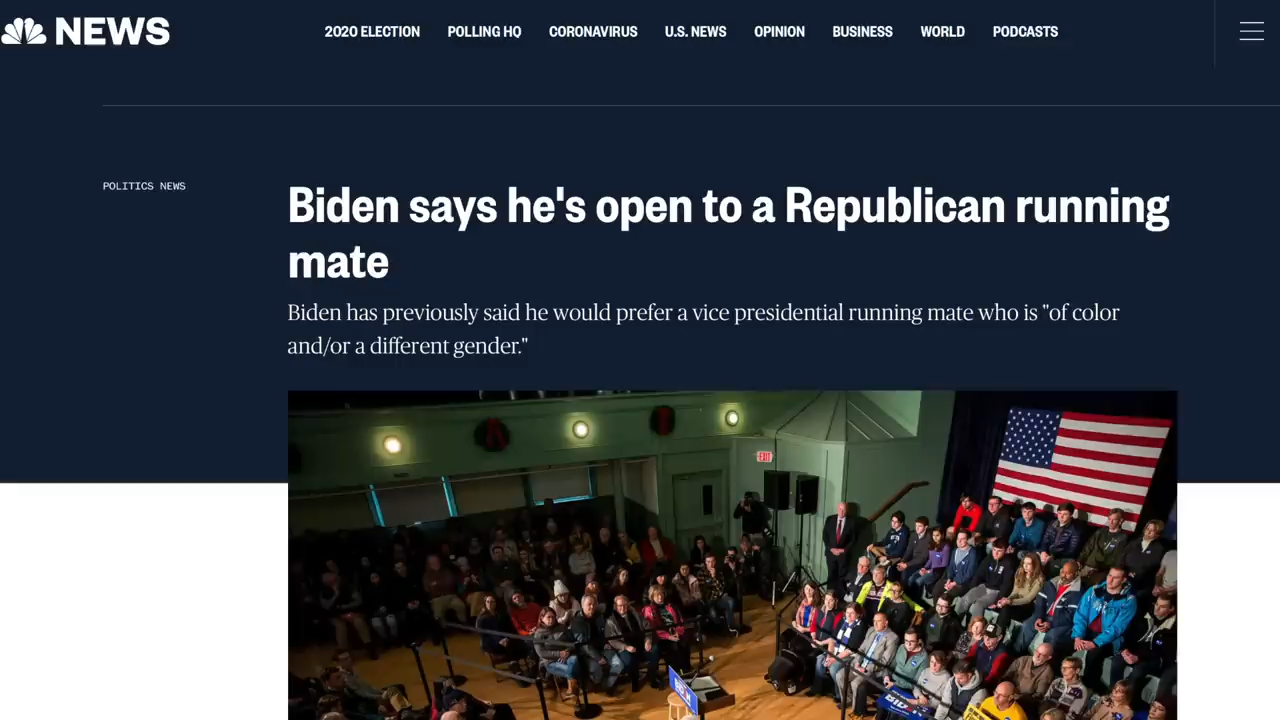 NEWS
2020 ELECTION POLLING HQ CORONAVIRUS U.S. NEWS OPINION BUSINESS WORLD PODCASTS
POLITICS NEWS
Biden says he's open to a Republican running
mate
Biden has previously said he would prefer a vice presidential running mate who is "of color
and/or a different gender."
EXIT